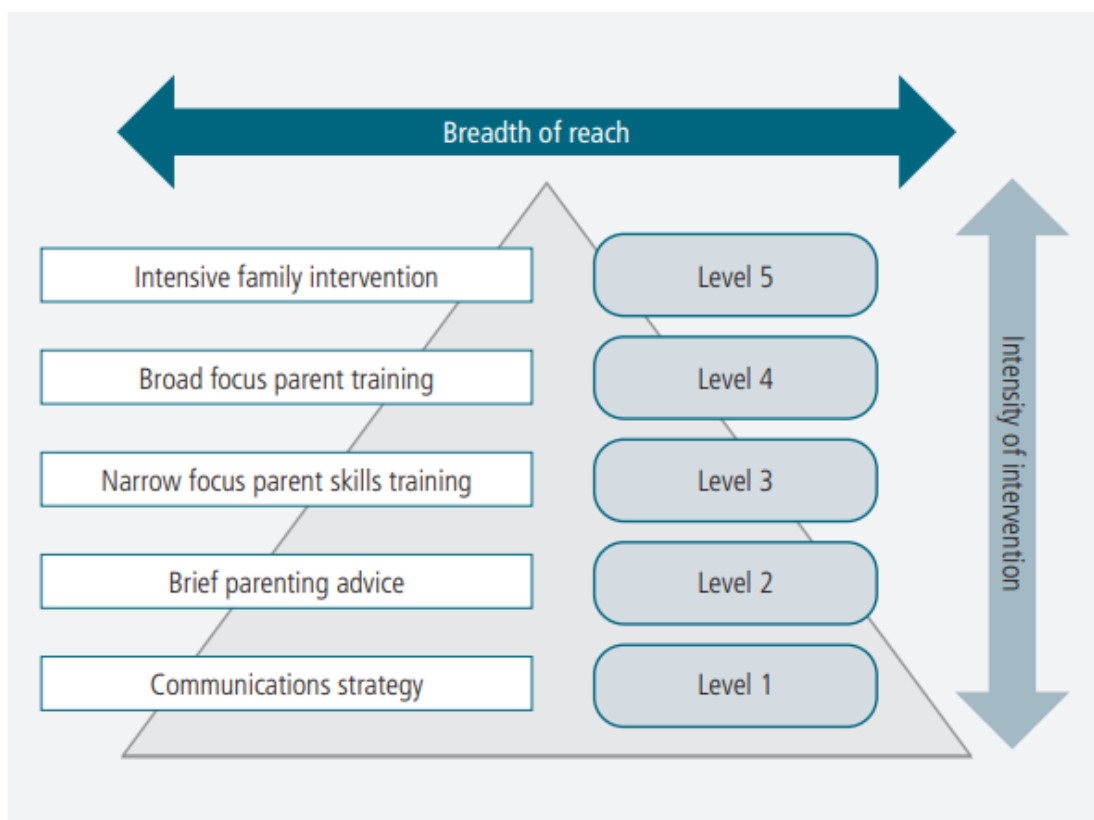 Breadth of reach
Intensive family intervention
Level 5
Broad focus parent training
Level 4
Narrow focus parent skills training
Level 3
Brief parenting advice
Level 2
Communications strategy
Level 1
Intensity of intervention